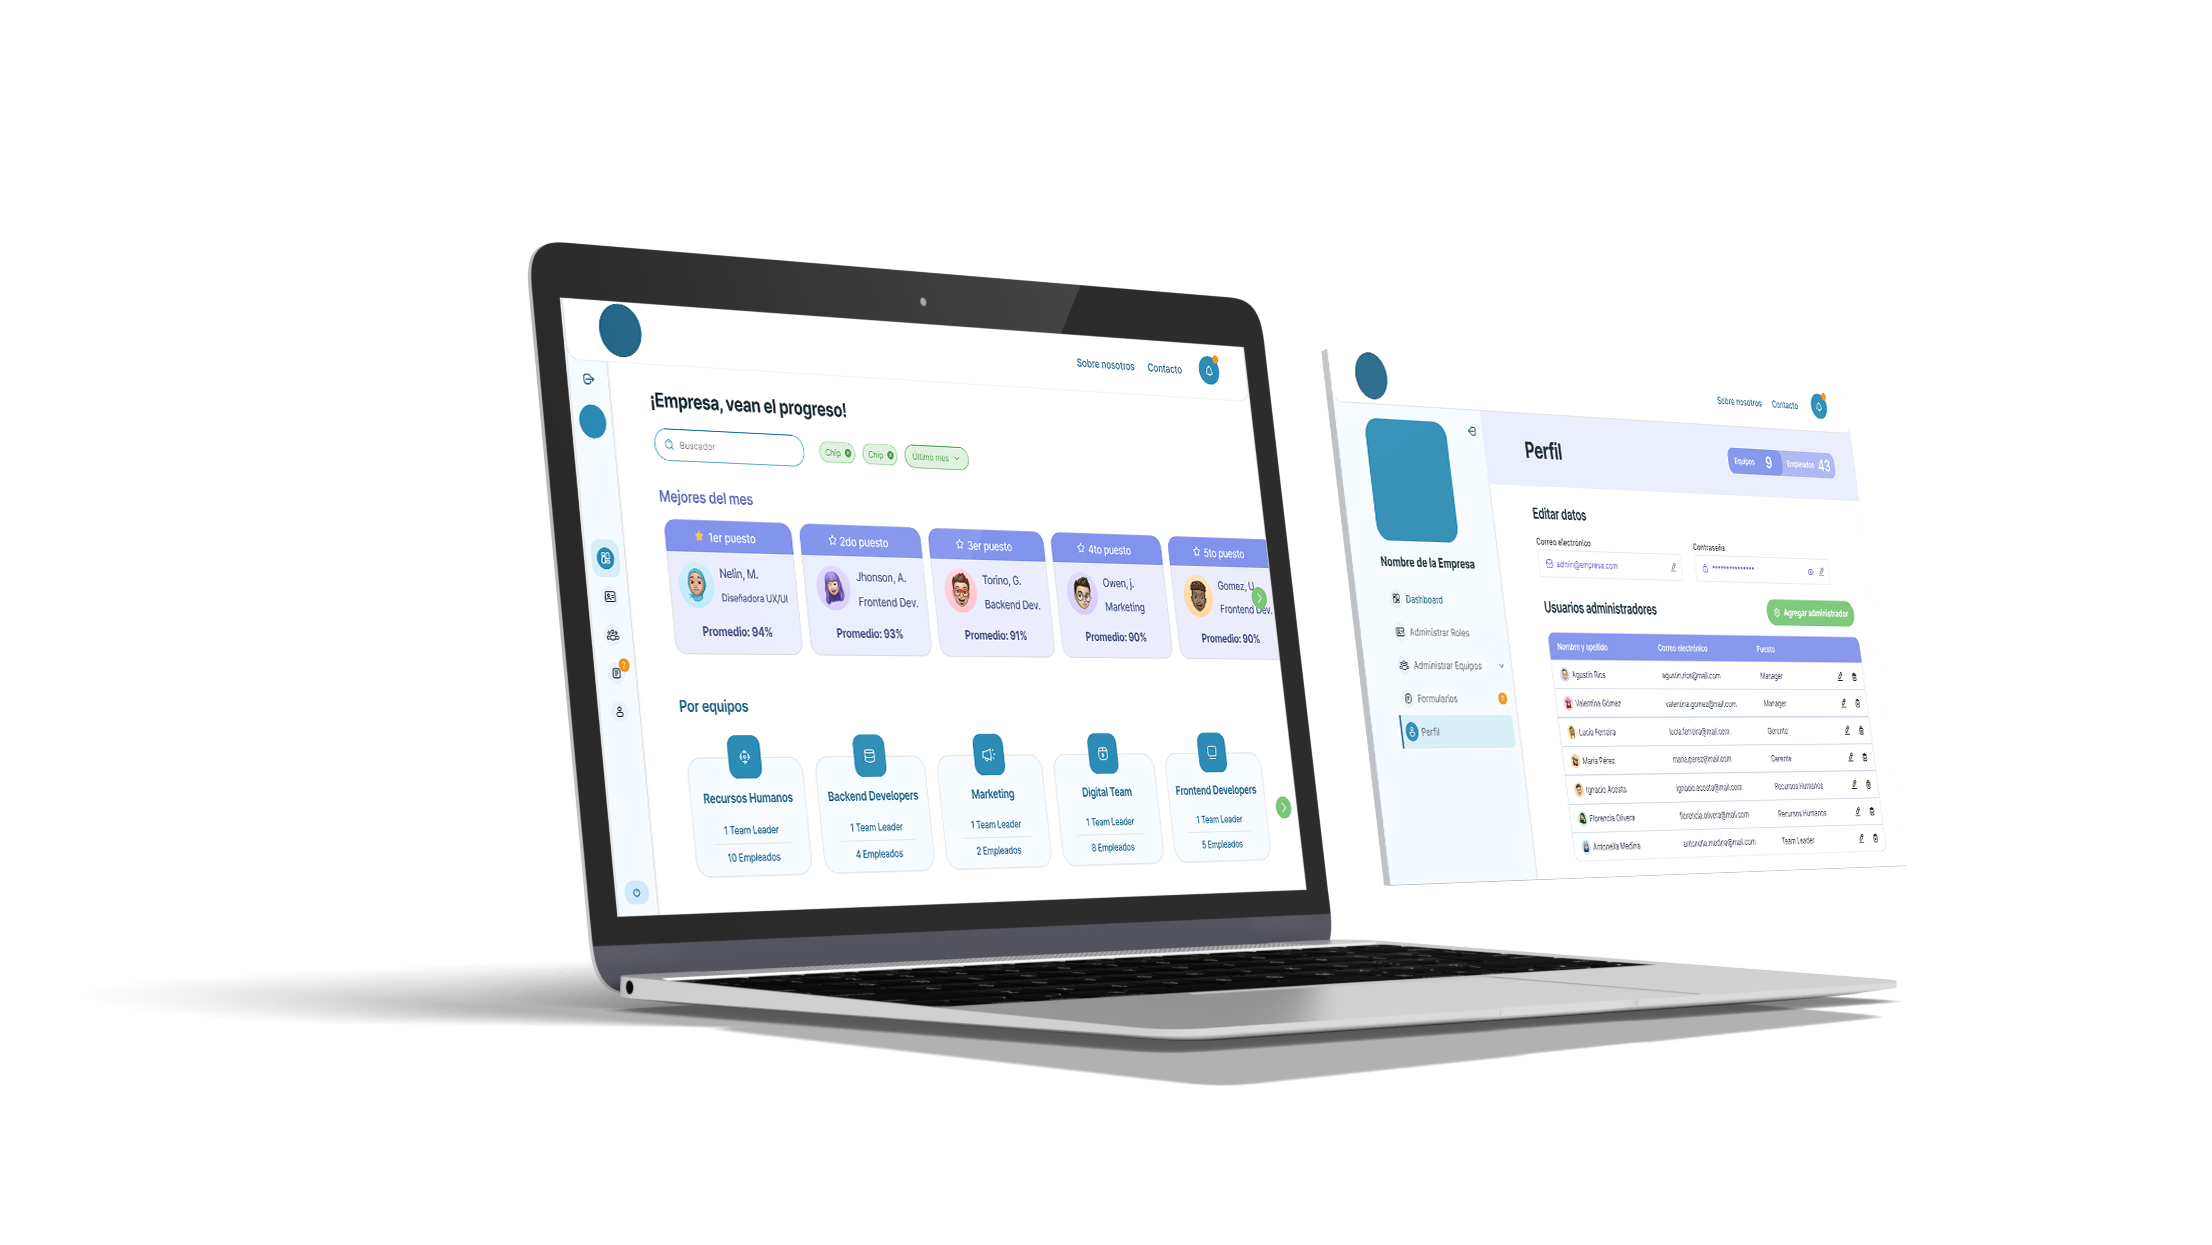 Sobre nosotros Contacto
¡Empresa, vean el progreso!
Buscador Chip Chip Último mes
Mejores del mes
1er puesto
Nelin, M.
Diseñadora UX/UI
Promedio: 94%
2do puesto
Jhonson, A.
Frontend Dev.
Promedio: 93%
3er puesto
Torino, G.
Backend Dev.
Promedio: 91%
4to puesto
Owen, j.
Marketing
Promedio: 90%
5to puesto
Gomez, U.
Frontend Dev.
Promedio: 90%
2
Por equipos
Recursos Humanos
1 Team Leader
10 Empleados
Backend Developers
1 Team Leader
4 Empleados
Marketing
1 Team Leader
2 Empleados
Digital Team
1 Team Leader
8 Empleados
Frontend Developers
1 Team Leader
5 Empleados
Sobre nosotros Contacto
Nombre de la Empresa
Dashboard
Administrar Roles
Administrar Equipos
Formularios
Perfil
Perfil
Equipos 9 Empleados 43
Editar datos
Correo electrónico Contraseña
admin@empresa.com ***************
Usuarios administradores Agregar administrador
Nombre y apellido Correo electrónico Puesto
Agustín Ríos agustin.rios@mail.com Manager
Valentina Gómez valentina.gomez@mail.com Manager
Lucía Ferreira lucia.ferreira@mail.com Gerente
María Pérez maria.perez@mail.com Gerente
Ignacio Acosta ignacio.acosta@mail.com Recursos Humanos
Florencia Olivera florencia.olivera@mail.com Recursos Humanos
Antonella Medina antonella.medina@mail.com Team Leader